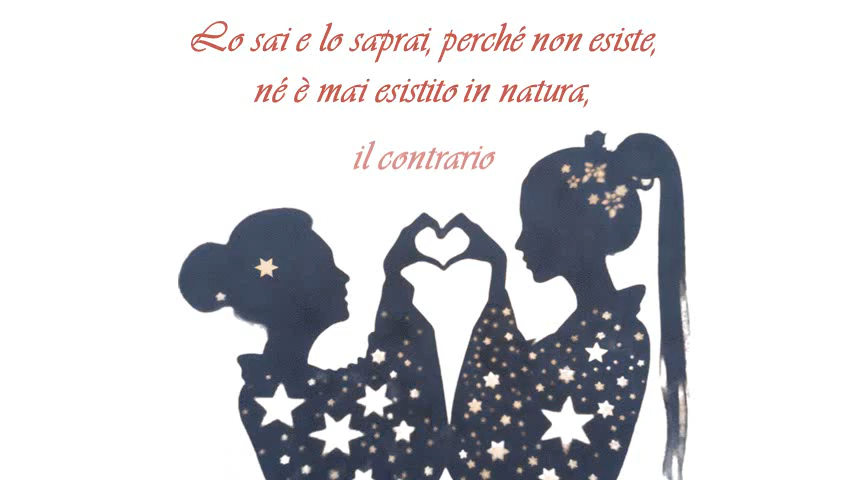 Lo sai e lo saprai, perché non esiste,
né è mai esistito in natura,
il contrario